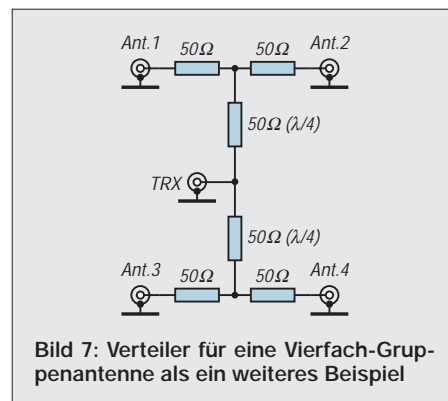 Ant.1 50Ω 50Ω Ant.2
50Ω (λ/4)
TRX
50Ω (λ/4)
Ant.3 50Ω 50Ω Ant.4
Bild 7: Verteiler für eine Vierfach-Grup-
penantenne als ein weiteres Beispiel